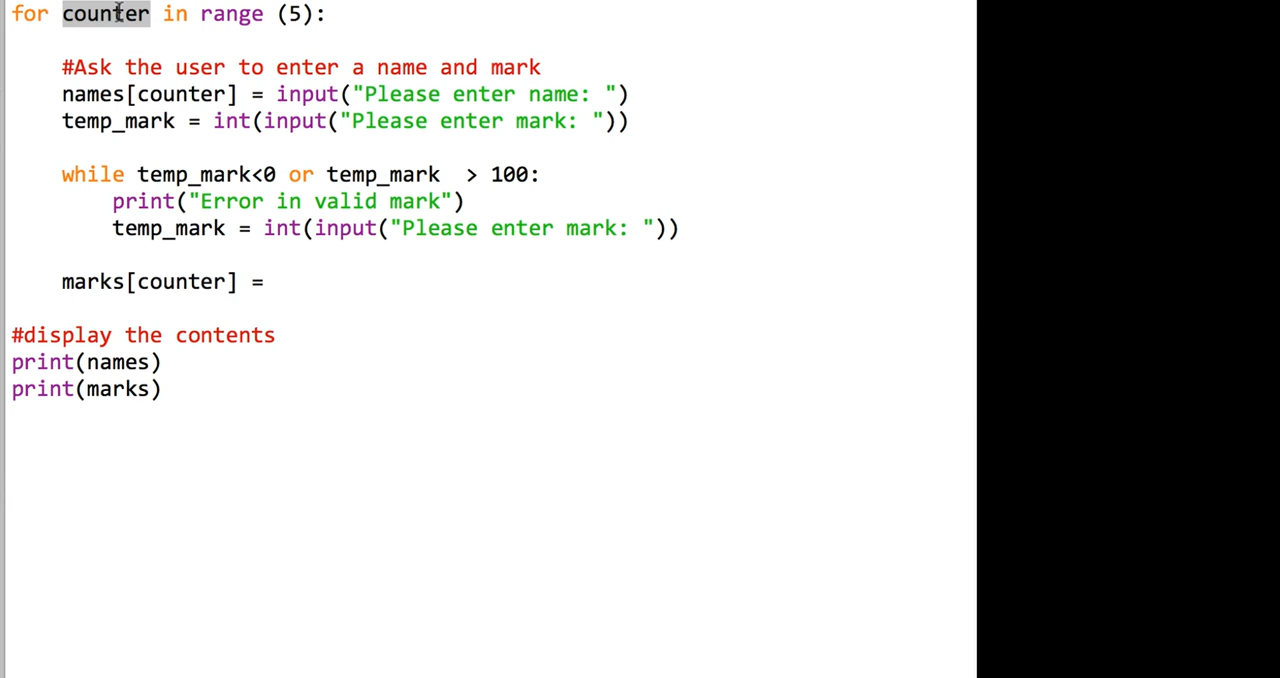 for counter in range (5):
#Ask the user to enter a name and mark
names[counter] = input("Please enter name: ")
temp_mark = int(input("Please enter mark: "))
while temp_mark<0 or temp_mark  > 100:
print("Error in valid mark")
temp_mark = int(input("Please enter mark: "))
marks[counter] =
#display the contents
print(names)
print(marks)